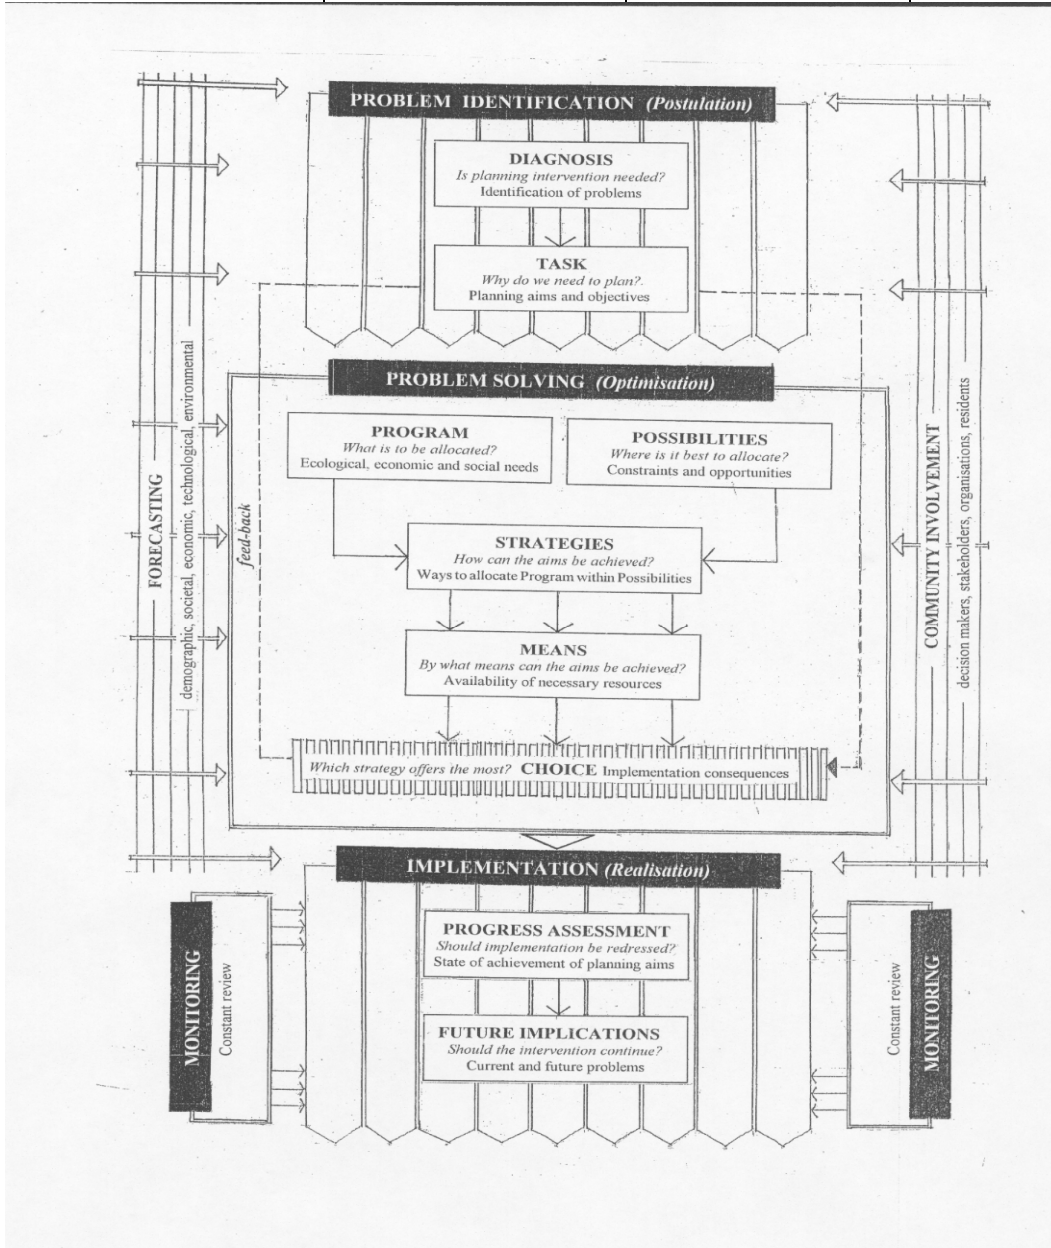 PROBLEM IDENTIFICATION (Postulation)
DIAGNOSIS
Is planning intervention needed?
Identification of problems
TASK
Why do we need to plan?
Planning aims and objectives
PROBLEM SOLVING (Optimisation)
PROGRAM
What is to be allocated?
Ecological, economic and social needs
POSSIBILITIES
Where is it best to allocate?
Constraints and opportunities
STRATEGIES
How can the aims be achieved?
Ways to allocate Program within Possibilities
MEANS
By what means can the aims be achieved?
Availability of necessary resources
Which strategy offers the most? CHOICE Implementation consequences
feed-back
FORECASTING
demographic, societal, economic, technological, environmental
COMMUNITY INVOLVEMENT
decision makers, stakeholders, organisations, residents
IMPLEMENTATION (Realisation)
PROGRESS ASSESSMENT
Should implementation be redressed?
State of achievement of planning aims
FUTURE IMPLICATIONS
Should the intervention continue?
Current and future problems
MONITORING
Constant review
Constant review
MONITORING